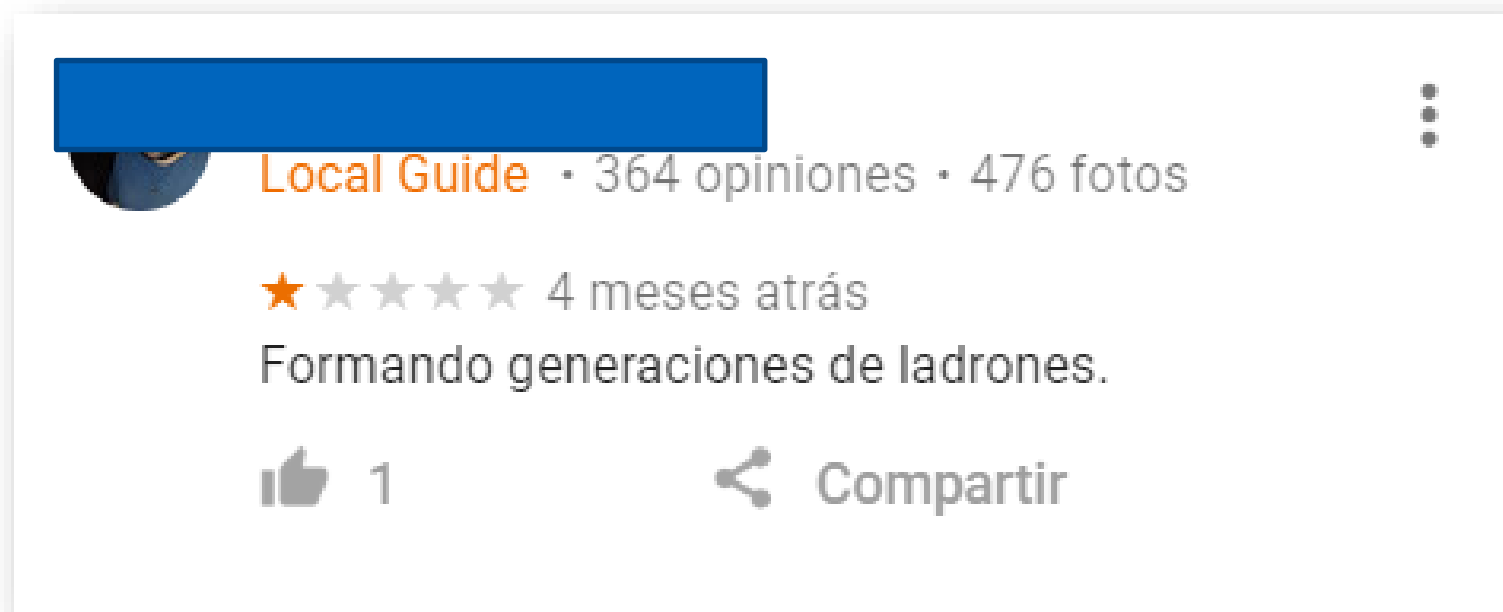 Local Guide · 364 opiniones · 476 fotos
4 meses atrás
Formando generaciones de ladrones.
1 Compartir